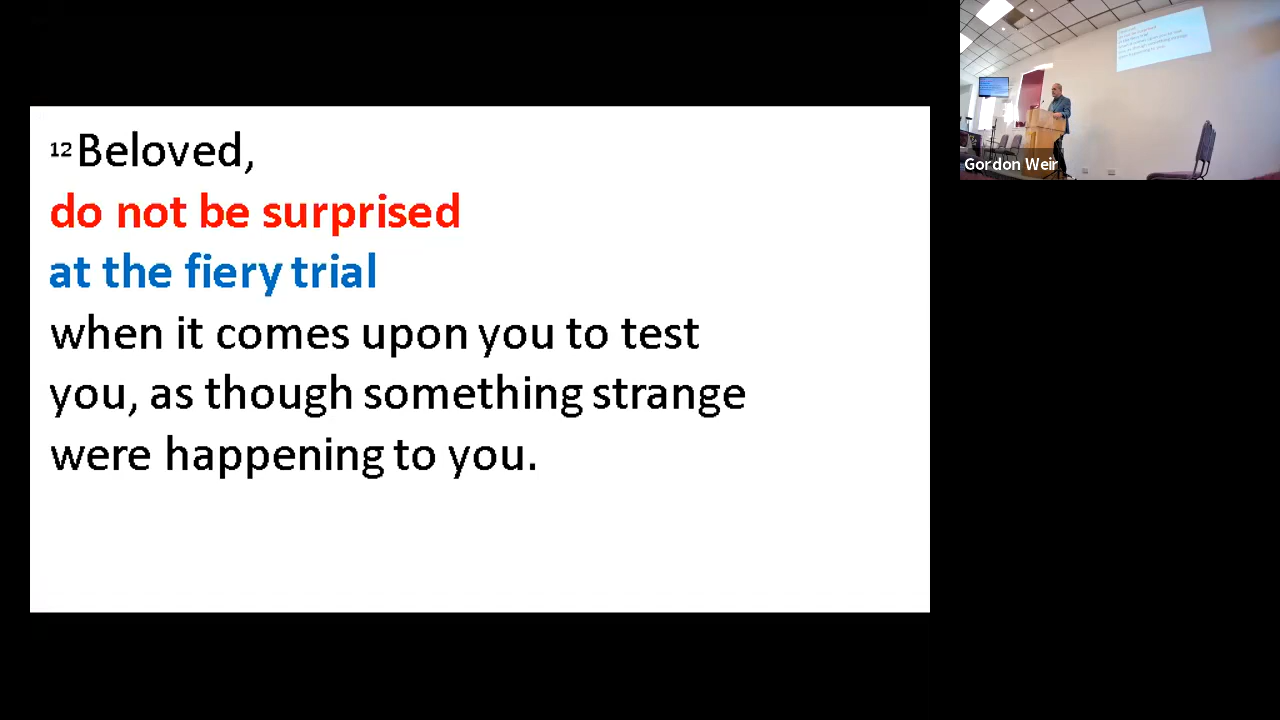 12 Beloved,
do not be surprised
at the fiery trial
when it comes upon you to test
you, as though something strange
were happening to you.
Gordon Weir